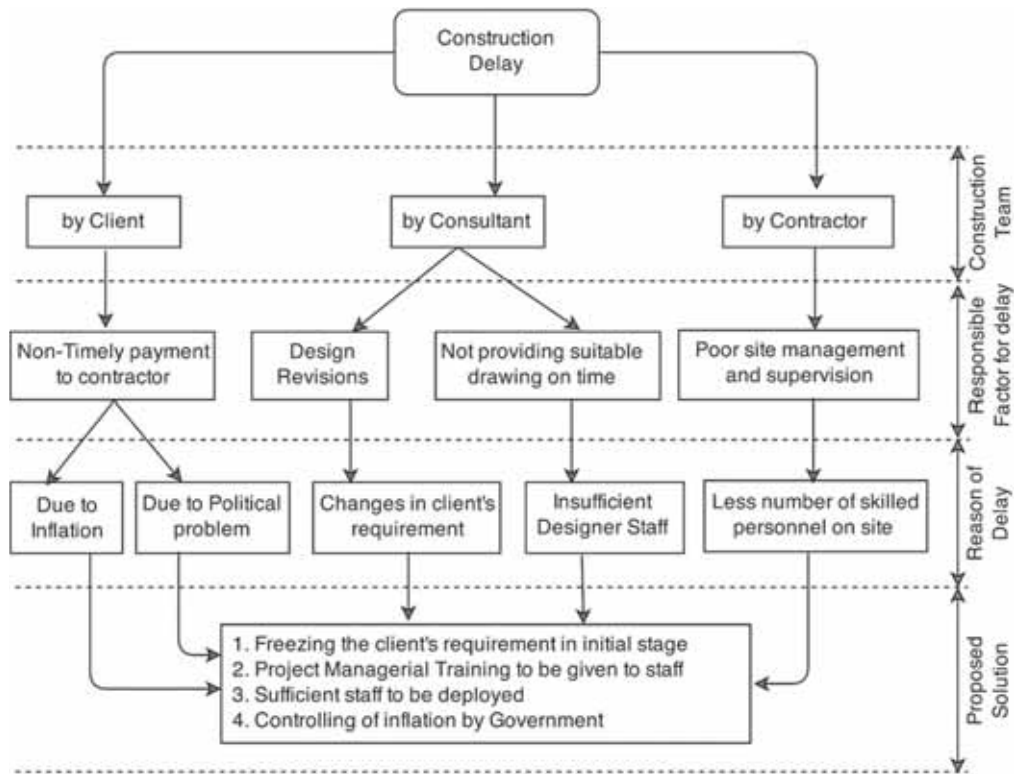 Construction
Delay
by Client
by Consultant
by Contractor
Construction
Team
Non-Timely payment
to contractor
Design
Revisions
Not providing suitable
drawing on time
Poor site management
and supervision
Responsible
Factor for delay
Due to
Inflation
Due to Political
problem
Changes in client's
requirement
Insufficient
Designer Staff
Less number of skilled
personnel on site
Reason of
Delay
1. Freezing the client's requirement in initial stage
2. Project Managerial Training to be given to staff
3. Sufficient staff to be deployed
4. Controlling of inflation by Government
Proposed
Solution